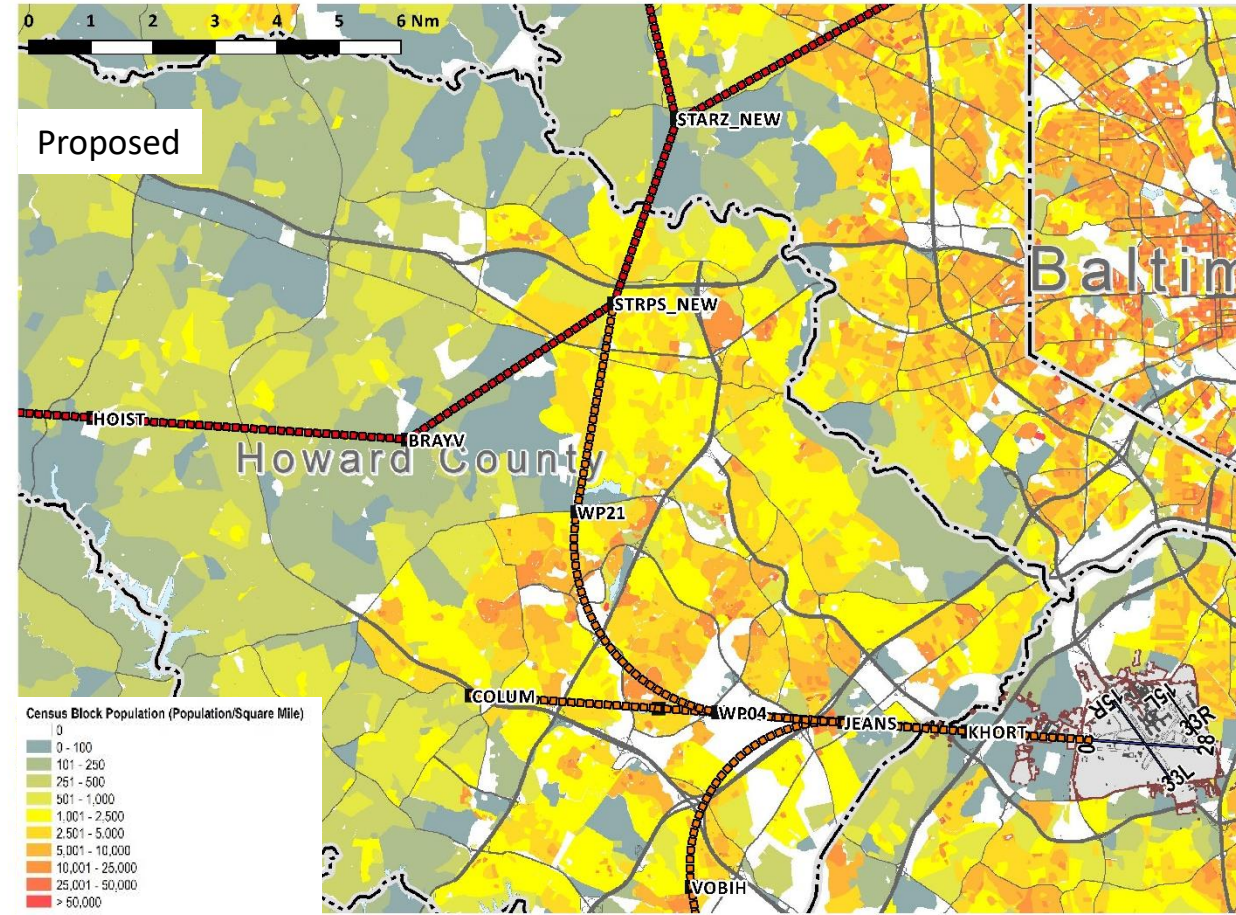 0 1 2 3 4 5 6 Nm
Proposed
STARZ_NEW
Baltim
STRPS_NEW
HOIST
BRAYV
Howard County
WP21
COLUM
WP04
JEANS
KHORT
10
15R
15L
33R
28
33L
VOBIH
Census Block Population (Population/Square Mile)
0
0 - 100
101 - 250
251 - 500
501 - 1,000
1,001 - 2,500
2,501 - 5,000
5,001 - 10,000
10,001 - 25,000
25,001 - 50,000
> 50,000